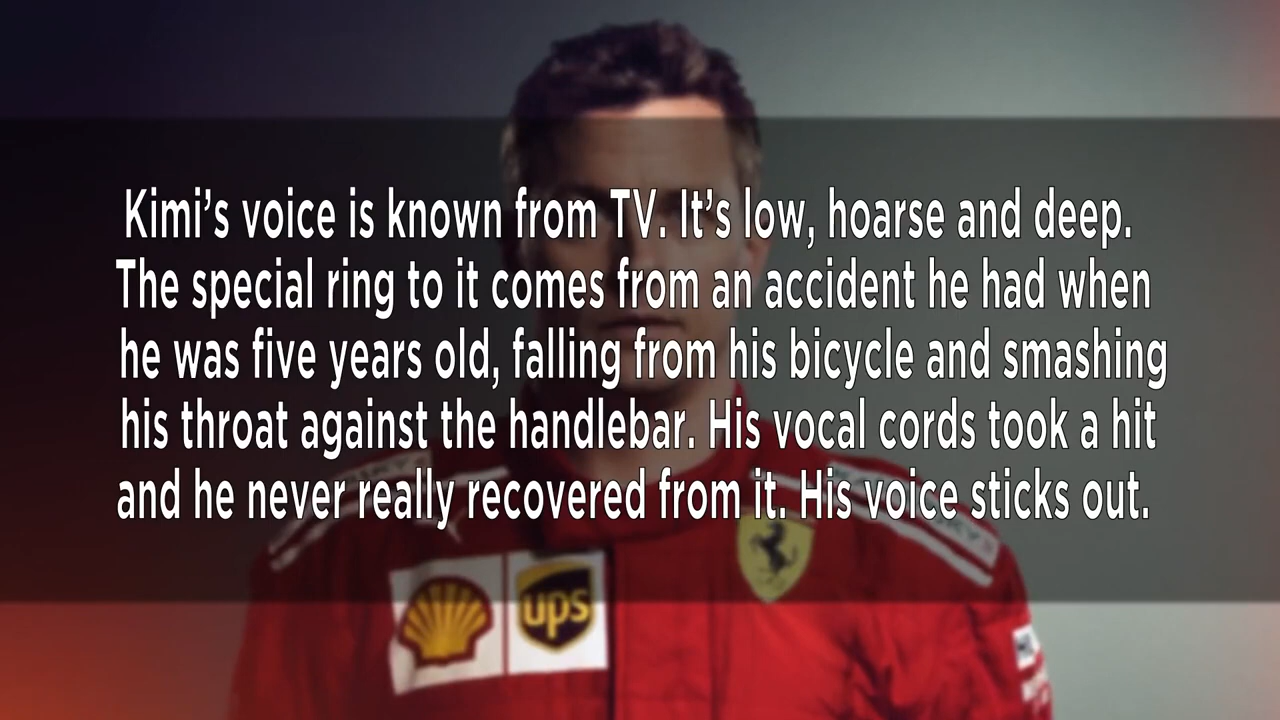 Kimi’s voice is known from TV. It’s low, hoarse and deep.
The special ring to it comes from an accident he had when
he was five years old, falling from his bicycle and smashing
his throat against the handlebar. His vocal cords took a hit
and he never really recovered from it. His voice sticks out.
ups